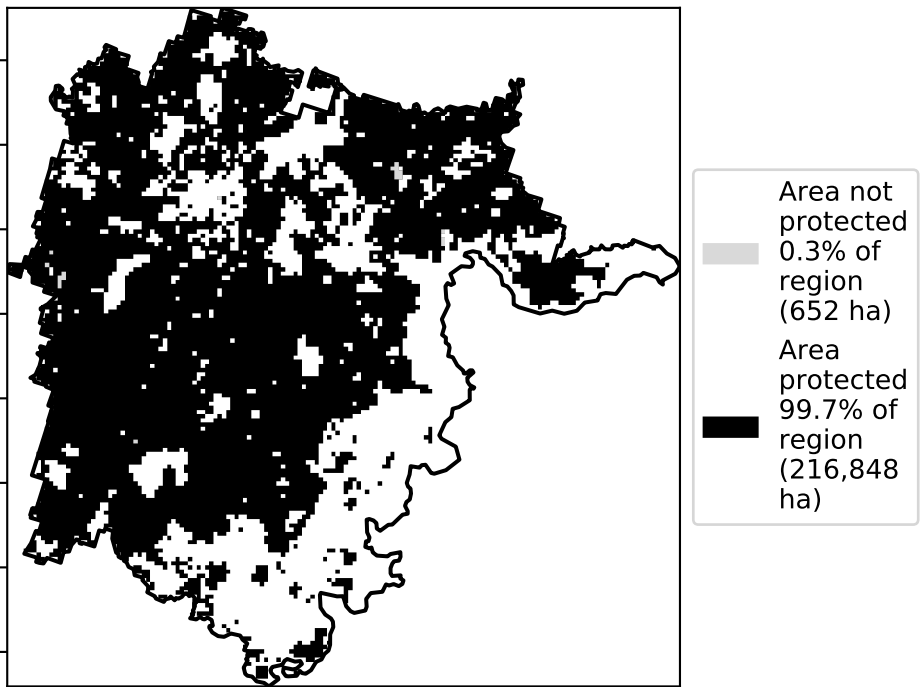 Area not
protected
0.3% of
region
(652 ha)
Area
protected
99.7% of
region
(216,848
ha)